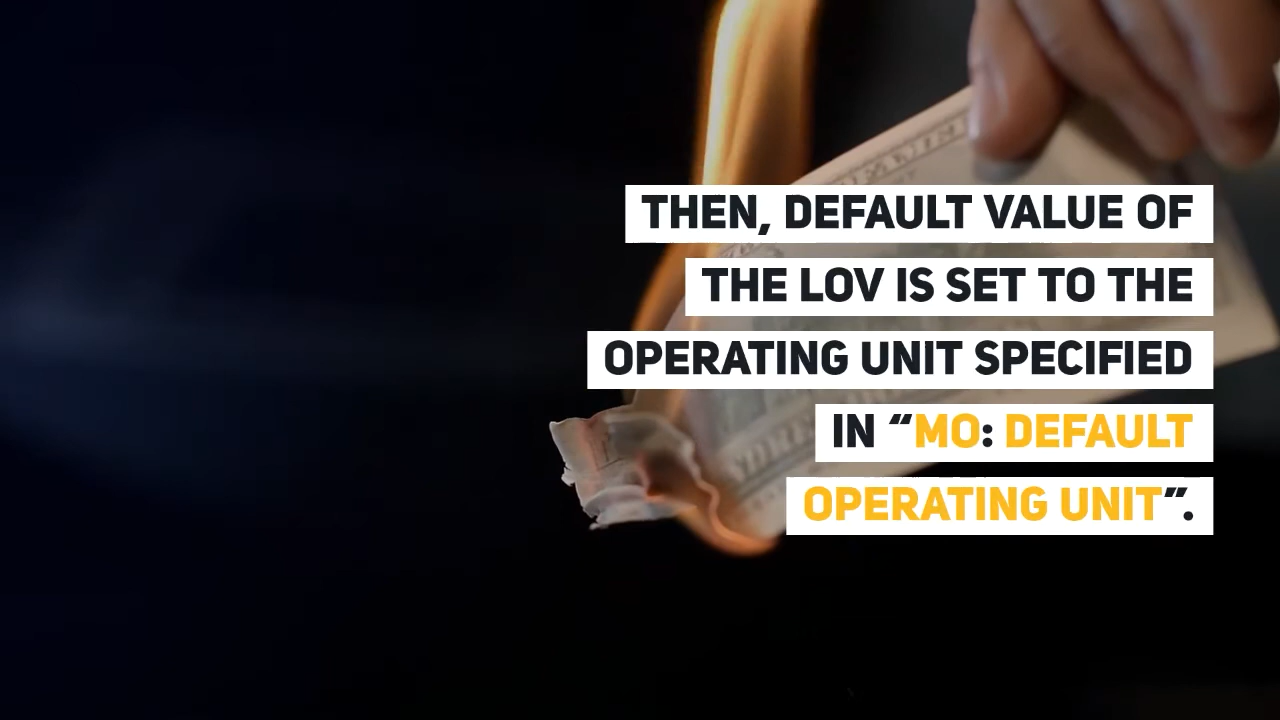 THEN, DEFAULT VALUE OF
THE LOV IS SET TO THE
OPERATING UNIT SPECIFIED
IN “MO: DEFAULT
OPERATING UNIT”.